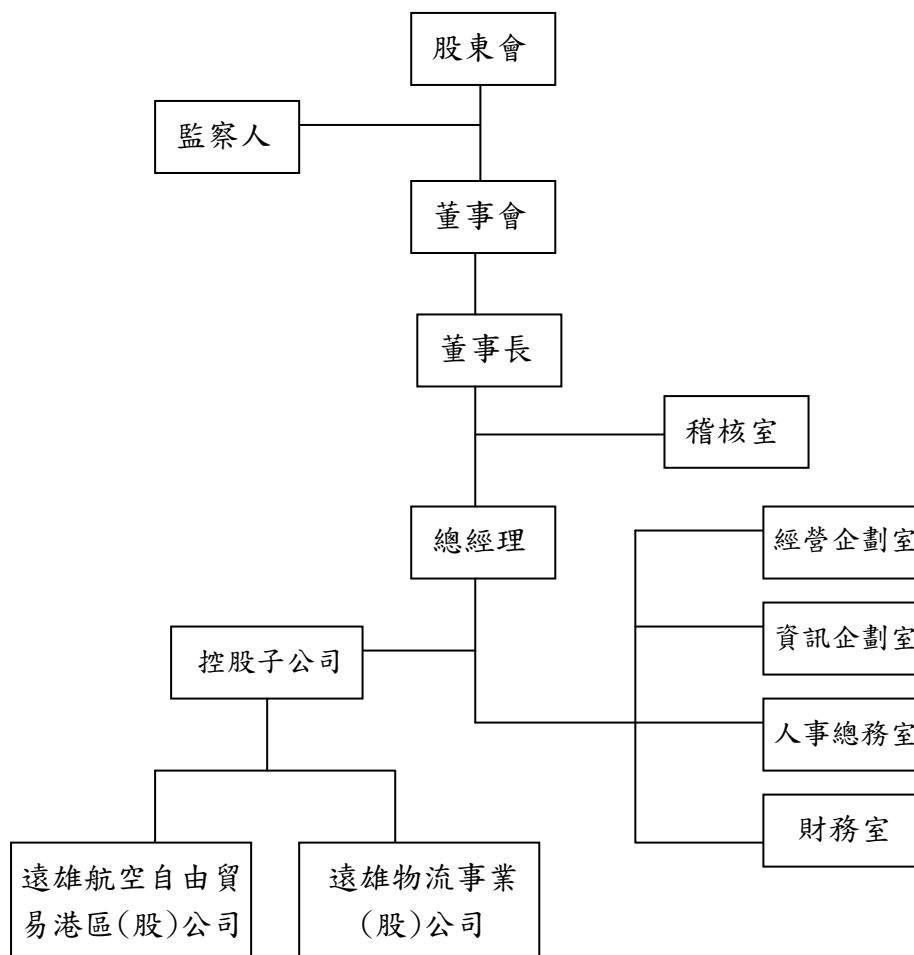 股東會
監察人
董事會
董事長
稽核室
總經理
經營企劃室
資訊企劃室
控股子公司
人事總務室
財務室
遠雄航空自由貿
易港區(股)公司
遠雄物流事業
(股)公司